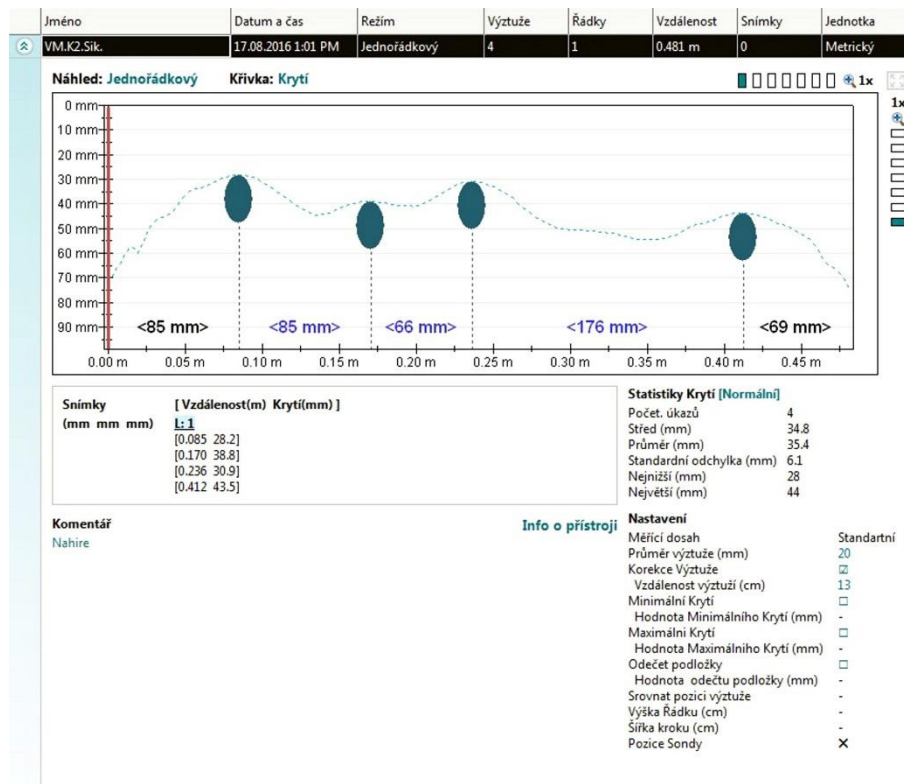 Jméno Datum a čas Režím Výztuže Řádky Vzdálenost Snímky Jednotka
VM.K2.Sik. 17.08.2016 1:01 PM Jednořádkový 4 1 0.481 m 0 Metrický
Náhled: Jednořádkový Křivka: Krytí 1x
1x
0 mm
10 mm
20 mm
30 mm
40 mm
50 mm
60 mm
70 mm
80 mm
90 mm
<85 mm> <85 mm> <66 mm> <176 mm> <69 mm>
0.00 m 0.05 m 0.10 m 0.15 m 0.20 m 0.25 m 0.30 m 0.35 m 0.40 m 0.45 m
Snímky [ Vzdálenost(m) Krytí(mm) ]
(mm mm mm) L: 1
[0.085 28.2]
[0.170 38.8]
[0.236 30.9]
[0.412 43.5]
Statistiky Krytí [Normální]
Počet. úkazů 4
Střed (mm) 34.8
Průměr (mm) 35.4
Standardní odchylka (mm) 6.1
Nejnižší (mm) 28
Největší (mm) 44
Komentář
Nahire
Info o přístroji
Nastavení
Měřící dosah Standartní
Průměr výztuže (mm) 20
Korekce Výztuže ☑
Vzdálenost výztuží (cm) 13
Minimální Krytí ☐
Hodnota Minimálního Krytí (mm) -
Maximálni Krytí ☐
Hodnota Maximálniho Krytí (mm) -
Odečet podložky ☐
Hodnota odečtu podložky (mm) -
Srovnat pozici výztuže -
Výška Řádku (cm) -
Šířka kroku (cm) -
Pozice Sondy ✕